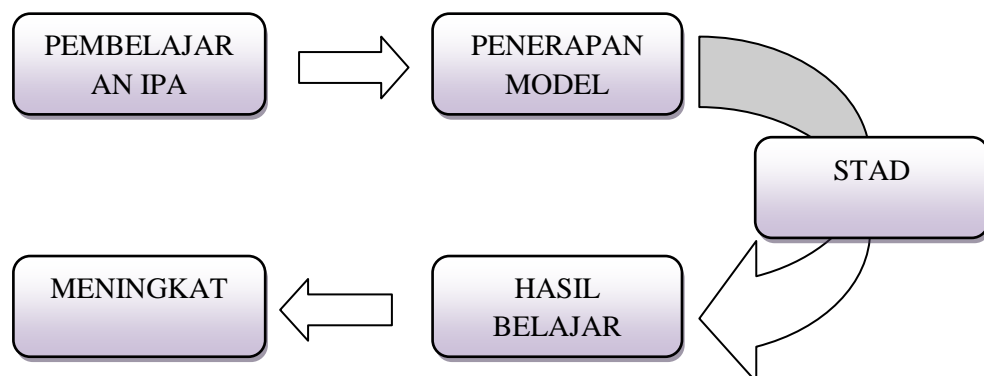 PEMBELAJAR
AN IPA
PENERAPAN
MODEL
STAD
HASIL
BELAJAR
MENINGKAT